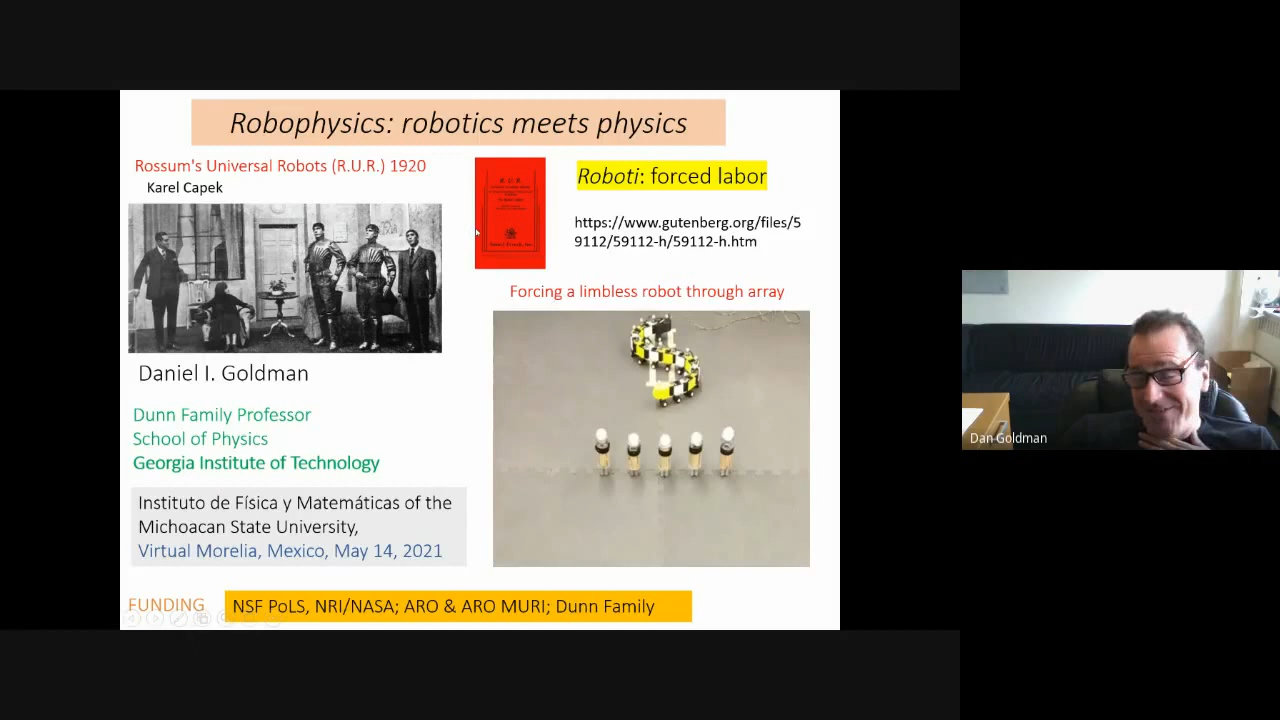 Robophysics: robotics meets physics
Rossum's Universal Robots (R.U.R.) 1920
Karel Capek
Roboti: forced labor
https://www.gutenberg.org/files/5
9112/59112-h/59112-h.htm
Forcing a limbless robot through array
Daniel I. Goldman
Dunn Family Professor
School of Physics
Georgia Institute of Technology
Instituto de Física y Matemáticas of the
Michoacan State University,
Virtual Morelia, Mexico, May 14, 2021
FUNDING
NSF PoLS, NRI/NASA; ARO & ARO MURI; Dunn Family
Dan Goldman